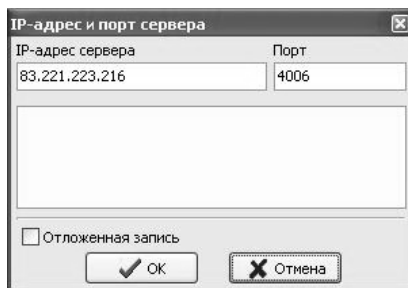 IP-адрес и порт сервера
IP-адрес сервера Порт
83.221.223.216 4006
Отложенная запись
OK Отмена